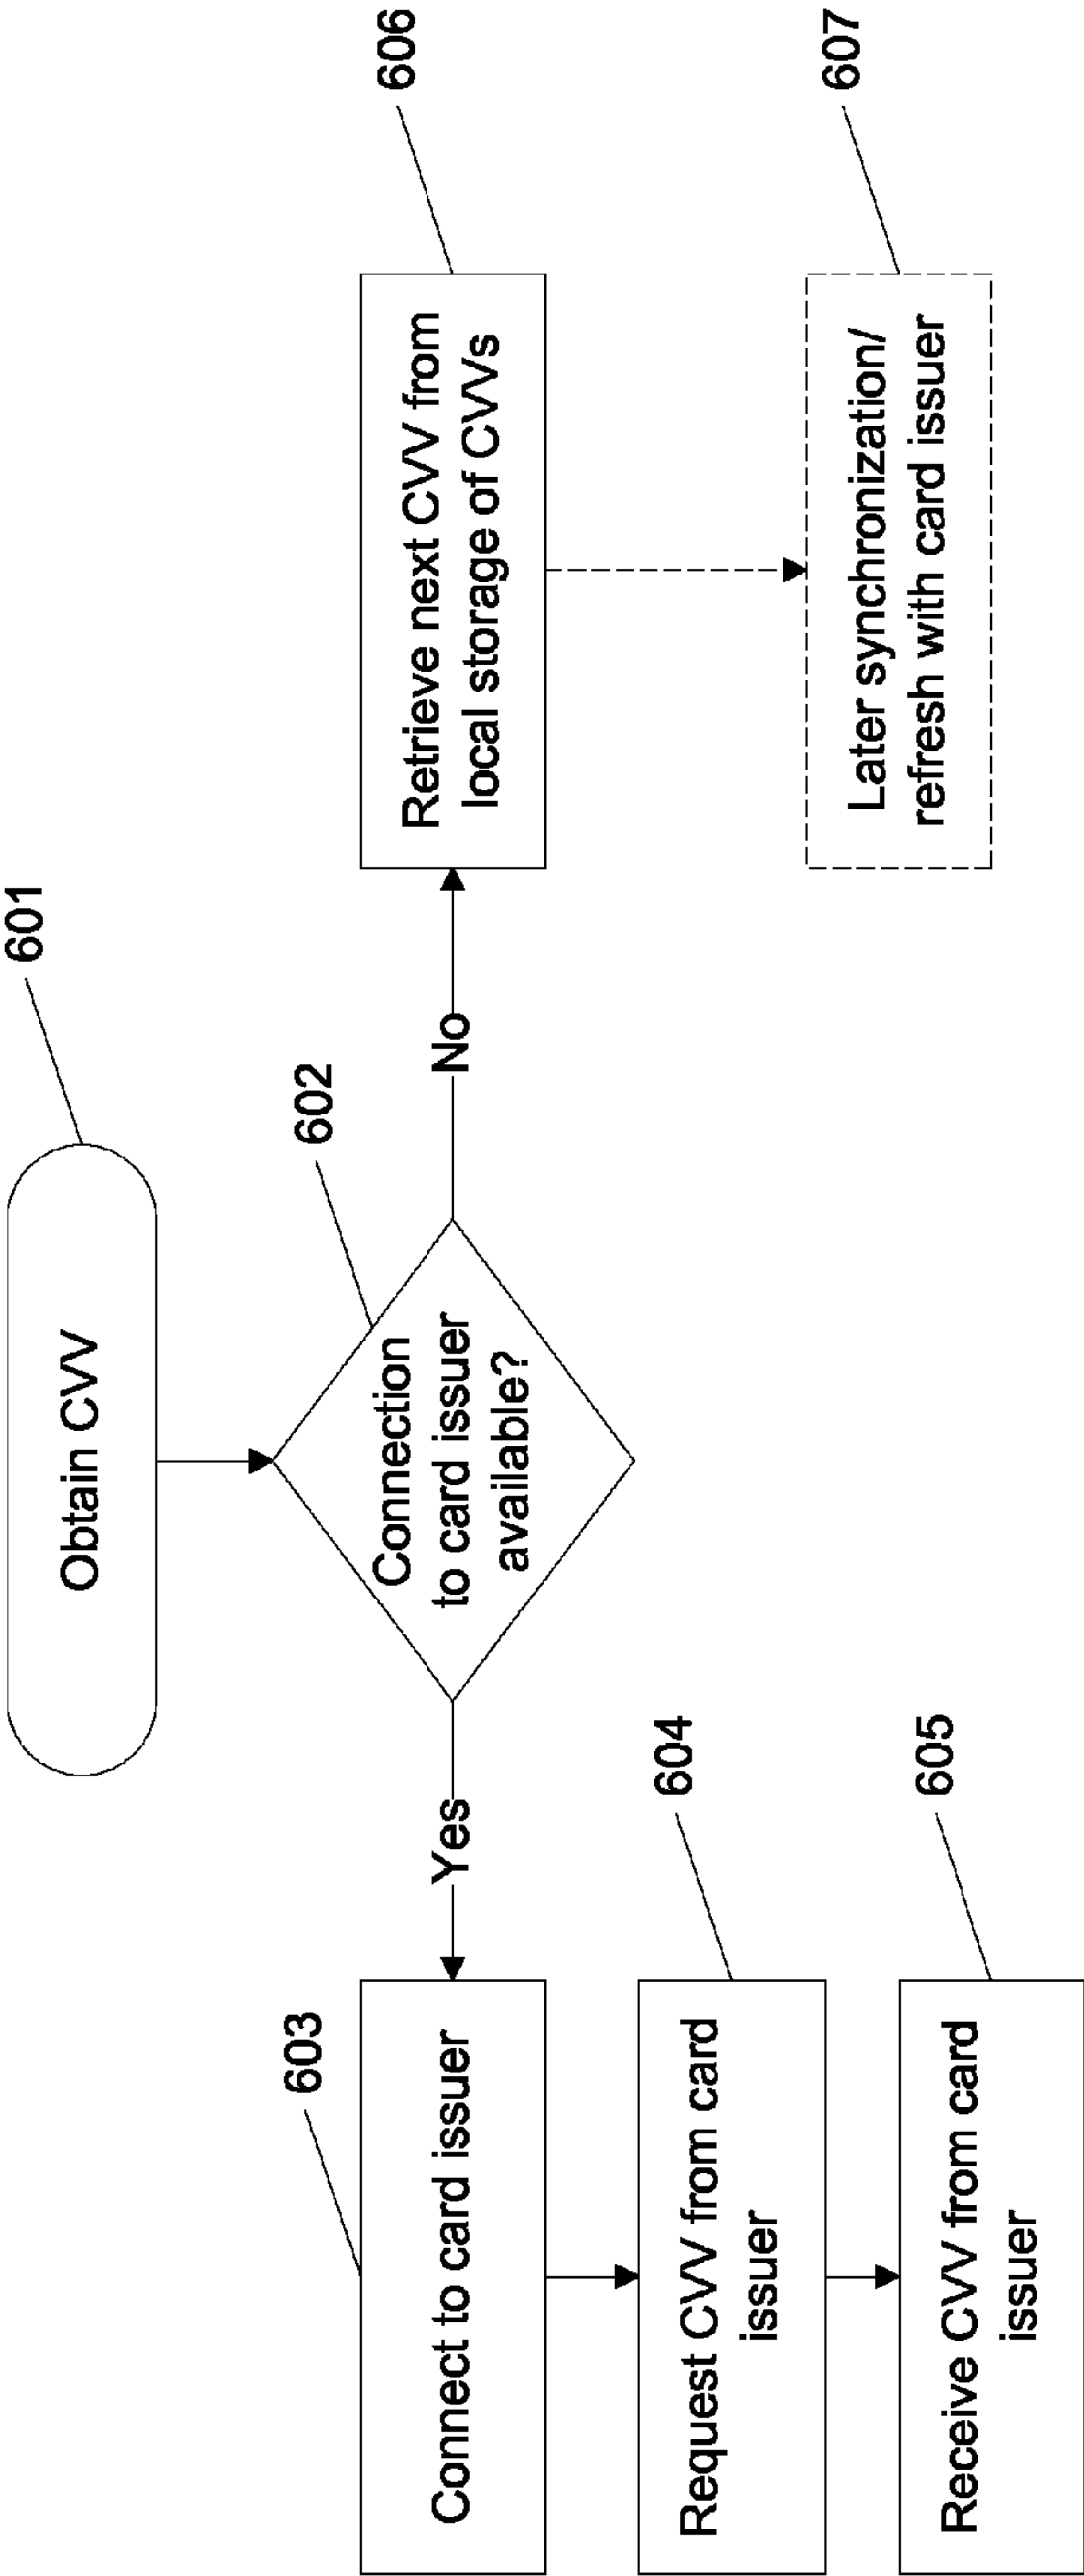 601
Obtain CVV
602
Connection
to card issuer
available?
Yes
No
603
Connect to card issuer
604
Request CVV from card
issuer
605
Receive CVV from card
issuer
606
Retrieve next CVV from
local storage of CVVs
607
Later synchronization/
refresh with card issuer